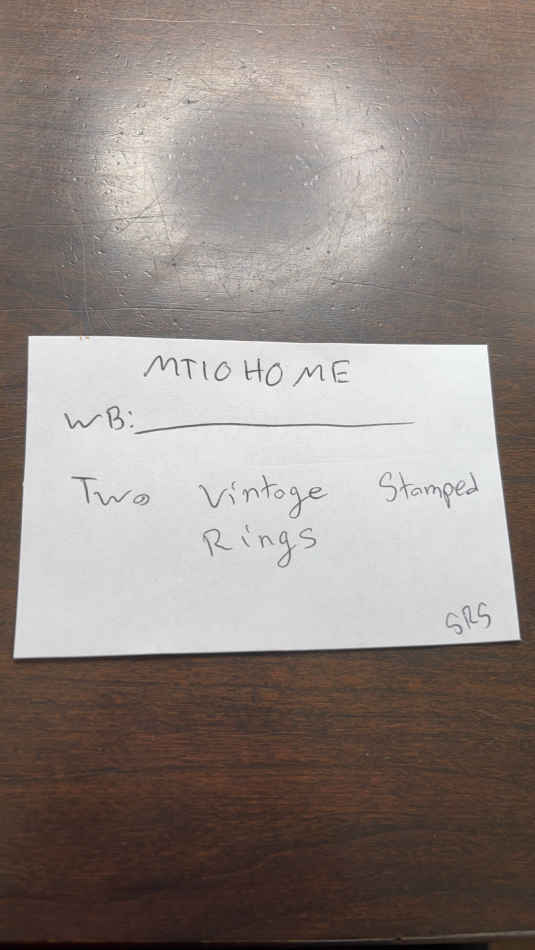 MTIOHOME
WB:
Two Vintage Stamped
Rings
SRS